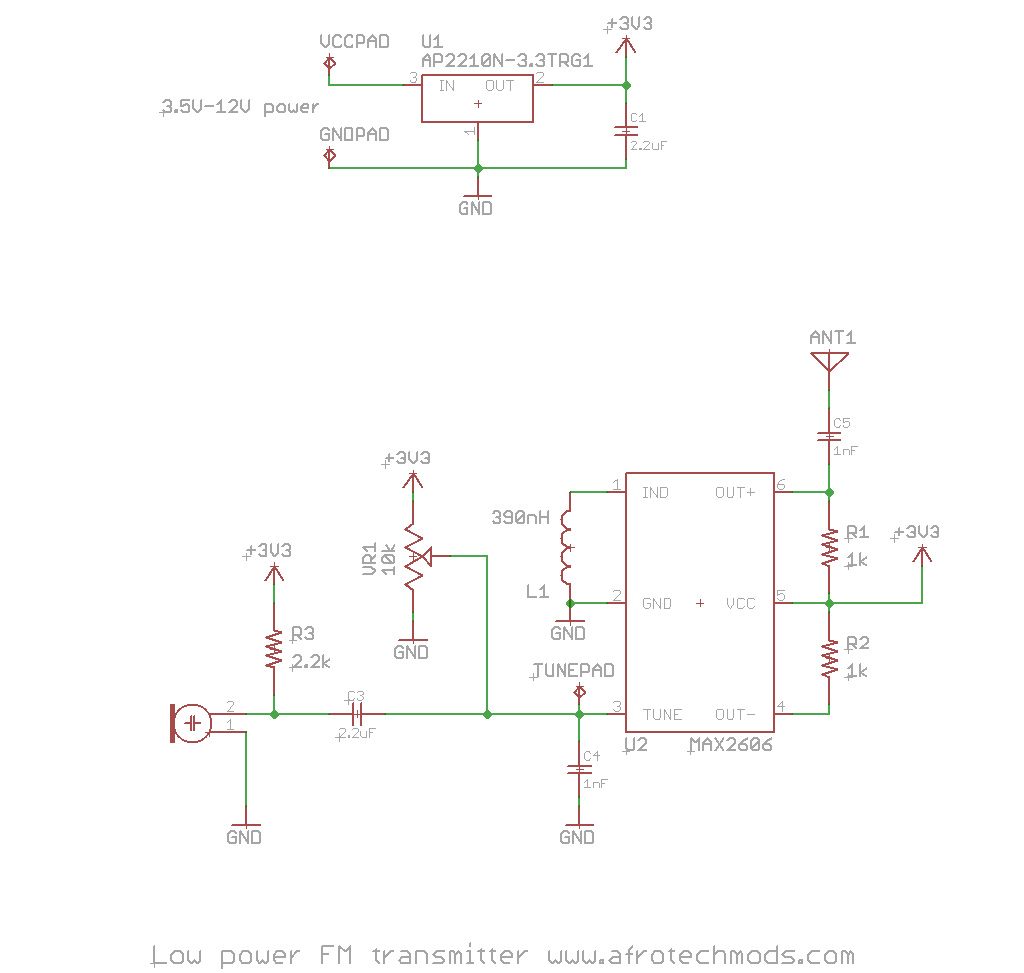 +3V3
VCCPAD
U1
AP2210N-3.3TRG1
3
IN
OUT
2
3.5V-12V power
C1
2.2uF
GNDPAD
1
GND
ANT1
C5
1nF
+3V3
1
IND
OUT+
6
390nH
VR1
10k
R1
1k
+3V3
+3V3
L1
2
GND
VCC
5
GND
R3
2.2k
GND
R2
1k
TUNEPAD
C3
2.2uF
2
1
3
TUNE
OUT-
4
U2
MAX2606
C4
1nF
GND
GND
Low power FM transmitter www.afrotechmods.com